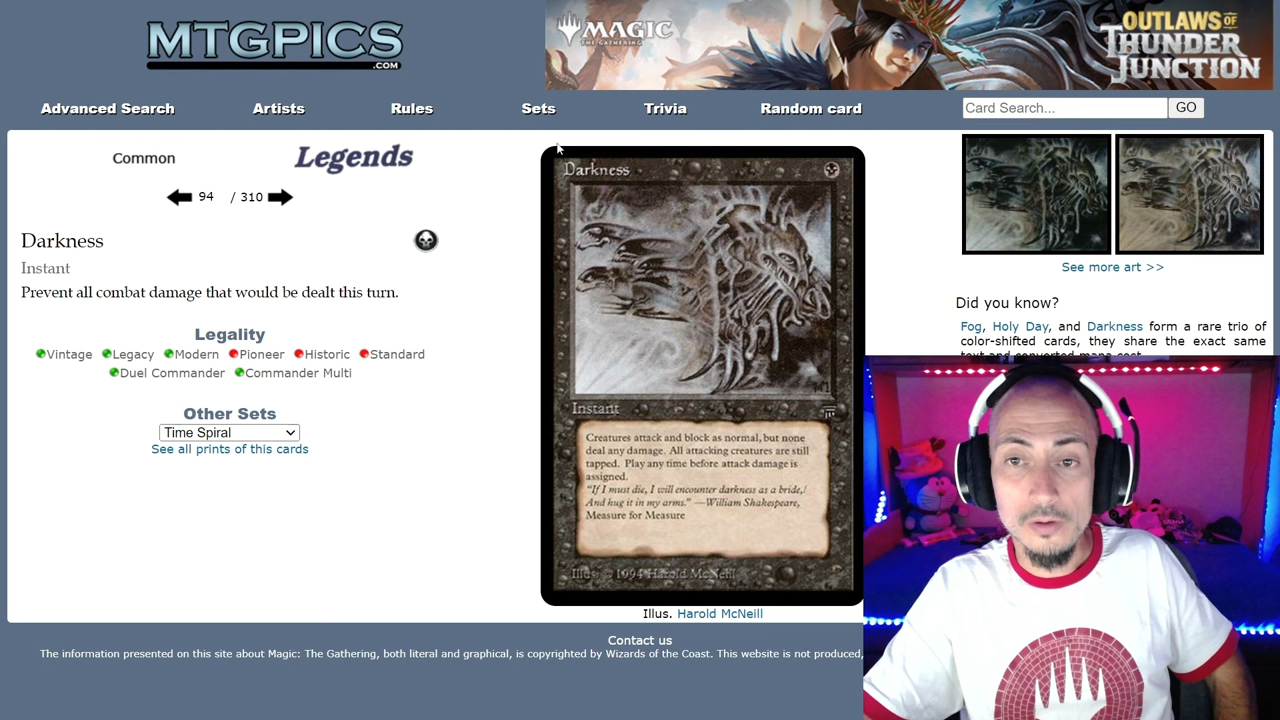 MTGPICS
.COM
MAGIC
THE GATHERING
OUTLAWS OF
THUNDER
JUNCTION
Advanced Search
Artists
Rules
Sets
Trivia
Random card
Card Search...
GO
Common
Legends
94 / 310
Darkness
Instant
Prevent all combat damage that would be dealt this turn.
Legality
Vintage Legacy Modern Pioneer Historic Standard
Duel Commander Commander Multi
Other Sets
Time Spiral
See all prints of this cards
Darkness
Instant
Creatures attack and block as normal, but none
deal any damage. All attacking creatures are still
tapped. Play any time before attack damage is
assigned.
"If I must die, I will encounter darkness as a bride,/
And hug it in my arms." —William Shakespeare,
Measure for Measure
Illus. © 1994 Harold McNeill
Illus. Harold McNeill
See more art >>
Did you know?
Fog, Holy Day, and Darkness form a rare trio of
color-shifted cards, they share the exact same
text and converted mana cost.
Contact us
The information presented on this site about Magic: The Gathering, both literal and graphical, is copyrighted by Wizards of the Coast. This website is not produced,